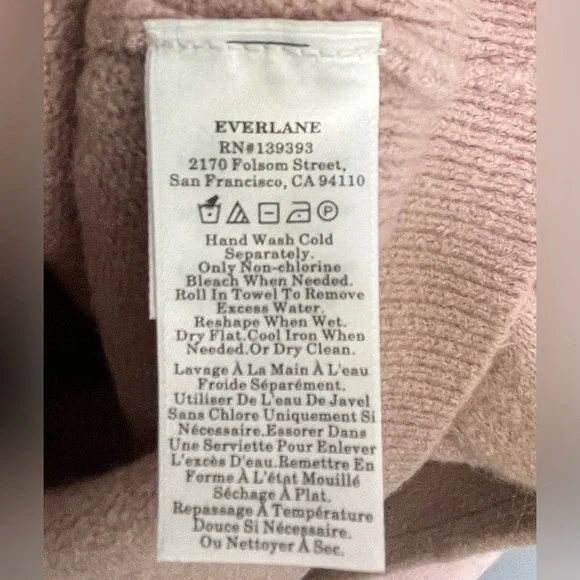 EVERLANE
RN#139393
2170 Folsom Street,
San Francisco, CA 94110
P
Hand Wash Cold
Separately.
Only Non-chlorine
Bleach When Needed.
Roll In Towel To Remove
Excess Water.
Reshape When Wet.
Dry Flat.Cool Iron When
Needed.Or Dry Clean.
Lavage À La Main À L'eau
Froide Séparément.
Utiliser De L'eau De Javel
Sans Chlore Uniquement Si
Nécessaire.Essorer Dans
Une Serviette Pour Enlever
L'excès D'eau.Remettre En
Forme À L'état Mouillé
Séchage À Plat.
Repassage À Température
Douce Si Nécessaire.
Ou Nettoyer À Sec.